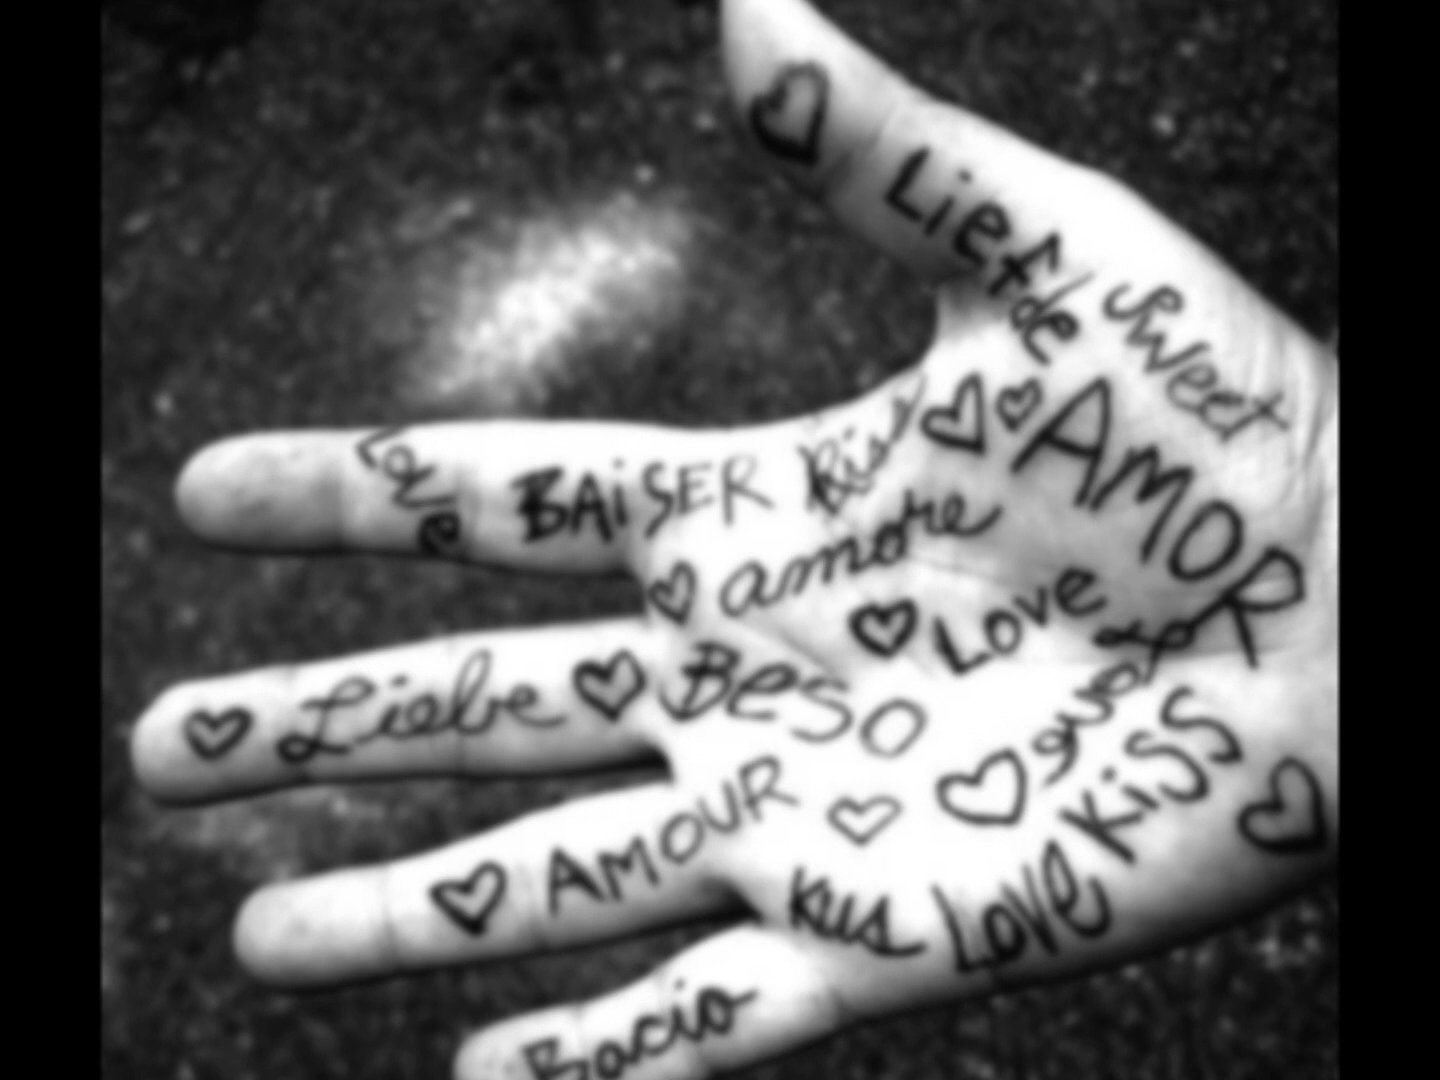 Liefde
Sweet
AMOR
Love
BAiSER
Kiss
amore
Love
Liebe
BeSO
KiSS
AMOUR
Kus
Love
Bacio